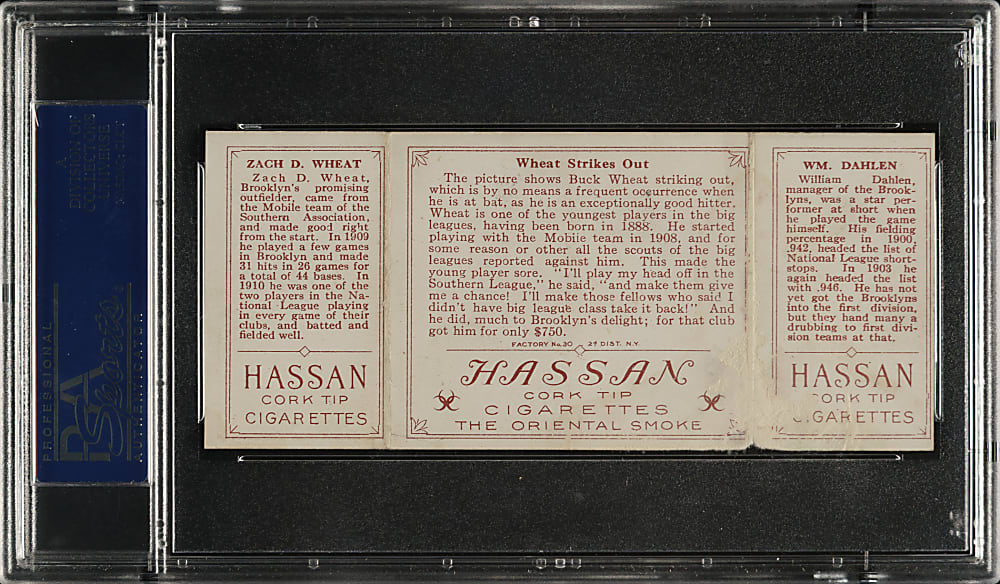 A
DIVISION OF
COLLECTORS
UNIVERSE
NASDAQ: CLCT
PROFESSIONAL
PSA
Sports
AUTHENTICATOR
ZACH D. WHEAT
Zach D. Wheat,
Brooklyn's promising
outfielder, came from
the Mobile team of the
Southern Association,
and made good right
from the start. In 1909
he played a few games
in Brooklyn and made
31 hits in 26 games for
a total of 44 bases. In
1910 he was one of the
two players in the Na-
tional League playing
in every game of their
clubs, and batted and
fielded well.
HASSAN
CORK TIP
CIGARETTES
Wheat Strikes Out
The picture shows Buck Wheat striking out,
which is by no means a frequent occurrence when
he is at bat, as he is an exceptionally good hitter.
Wheat is one of the youngest players in the big
leagues, having been born in 1888. He started
playing with the Mobile team in 1908, and for
some reason or other all the scouts of the big
leagues reported against him. This made the
young player sore. "I'll play my head off in the
Southern League," he said, "and make them give
me a chance! I'll make those fellows who said I
didn't have big league class take it back!" And
he did, much to Brooklyn's delight; for that club
got him for only $750.
FACTORY No. 30 2d DIST. N.Y.
HASSAN
CORK TIP
CIGARETTES
THE ORIENTAL SMOKE
WM. DAHLEN
William Dahlen,
manager of the Brook-
lyns, was a star per-
former at short when
he played the game
himself. His fielding
percentage in 1900,
.942, headed the list of
National League short-
stops. In 1903 he
again headed the list
with .946. He has not
yet got the Brooklyns
into the first division,
but they hand many a
drubbing to first divi-
sion teams at that.
HASSAN
ORK TIP
CIGARETTES